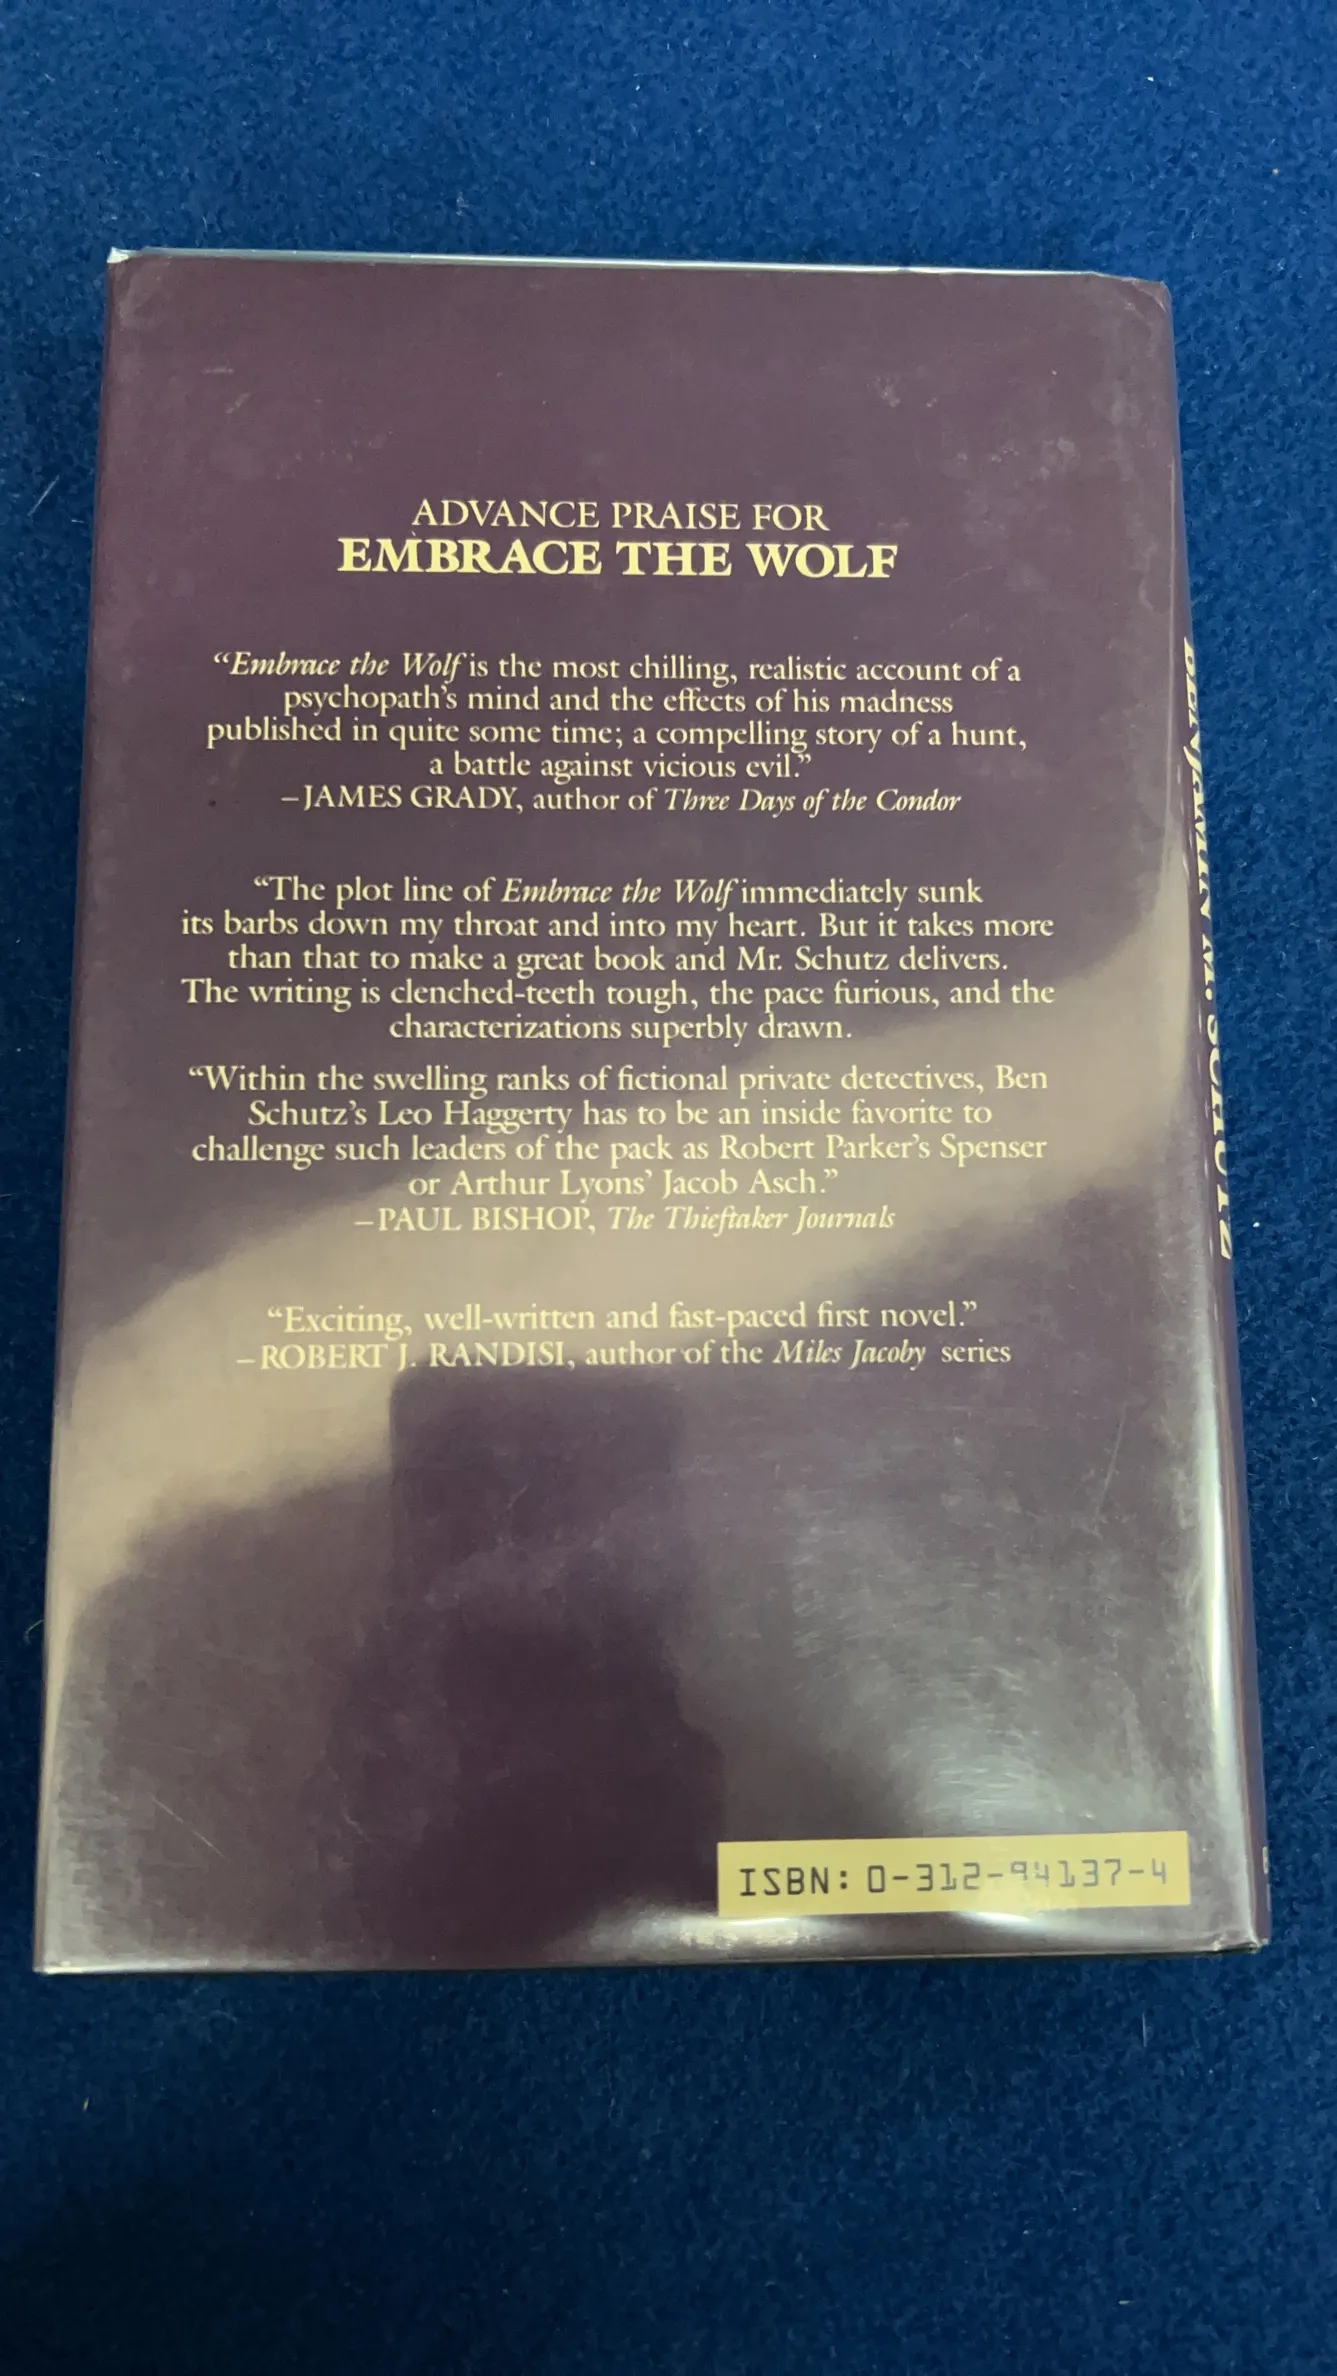 ADVANCE PRAISE FOR
EMBRACE THE WOLF
“Embrace the Wolf is the most chilling, realistic account of a
psychopath's mind and the effects of his madness
published in quite some time; a compelling story of a hunt,
a battle against vicious evil.”
–JAMES GRADY, author of Three Days of the Condor
“The plot line of Embrace the Wolf immediately sunk
its barbs down my throat and into my heart. But it takes more
than that to make a great book and Mr. Schutz delivers.
The writing is clenched-teeth tough, the pace furious, and the
characterizations superbly drawn.
“Within the swelling ranks of fictional private detectives, Ben
Schutz's Leo Haggerty has to be an inside favorite to
challenge such leaders of the pack as Robert Parker's Spenser
or Arthur Lyons' Jacob Asch.”
–PAUL BISHOP, The Thieftaker Journals
“Exciting, well-written and fast-paced first novel.”
–ROBERT J. RANDISI, author of the Miles Jacoby series
ISBN: 0-312-94137-4
BENJAMIN M. SCHUTZ